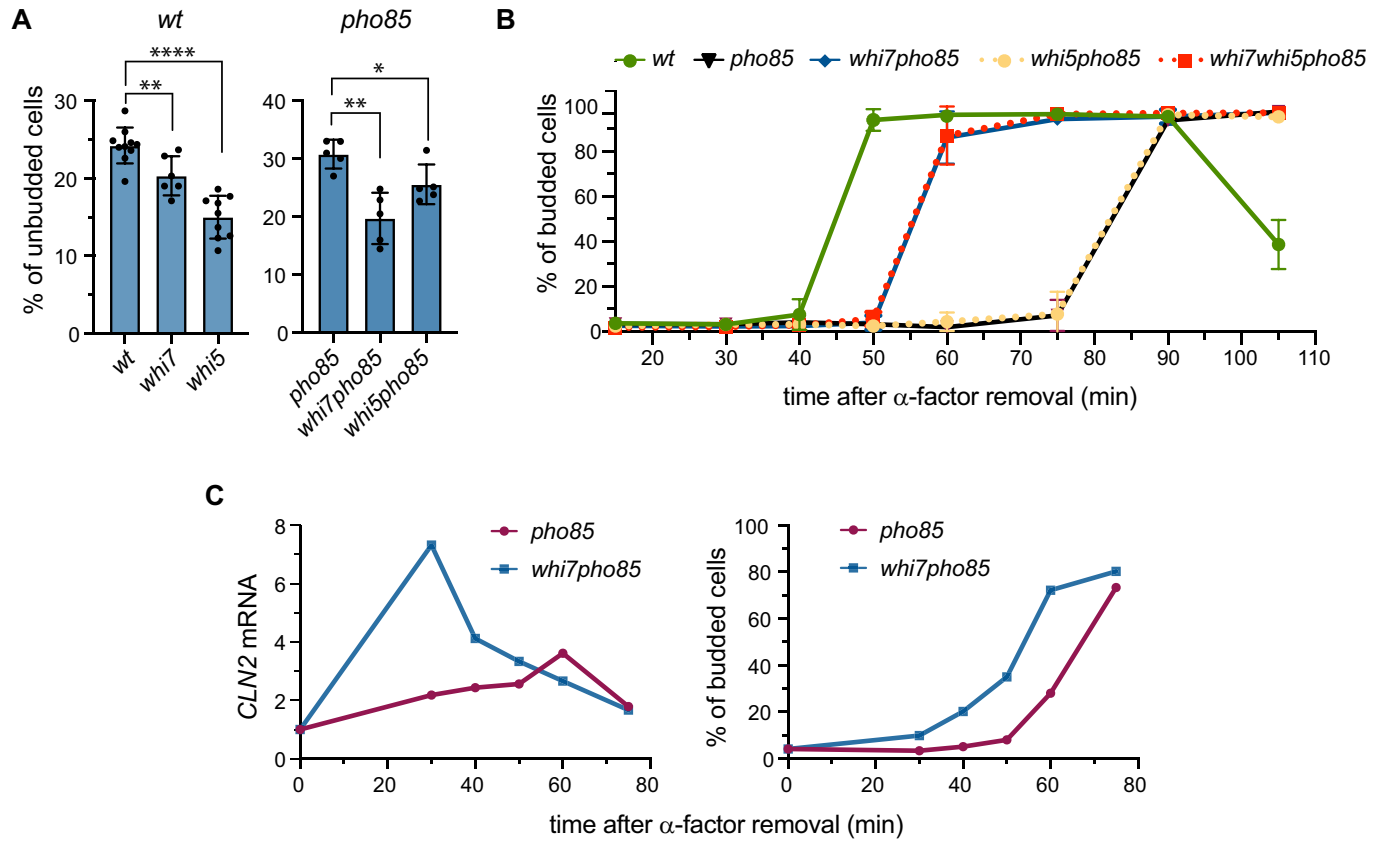 A
wt
pho85
**** 
**
% of unbudded cells
30
20
10
0
wt
whi7
whi5
*
**
40
30
20
10
0
pho85
whi7pho85
whi5pho85
B
wt pho85 whi7pho85 whi5pho85 whi7whi5pho85
% of budded cells
100
80
60
40
20
0
20 30 40 50 60 70 80 90 100 110
time after α-factor removal (min)
C
CLN2 mRNA
8
6
4
2
0
0 20 40 60 80
pho85
whi7pho85
% of budded cells
100
80
60
40
20
0
0 20 40 60 80
pho85
whi7pho85
time after α-factor removal (min)